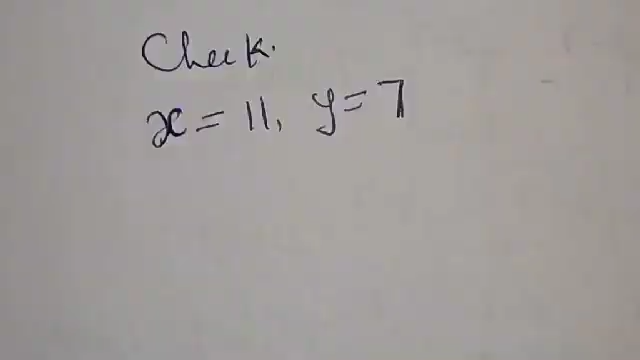 Check.
x = 11, y = 7